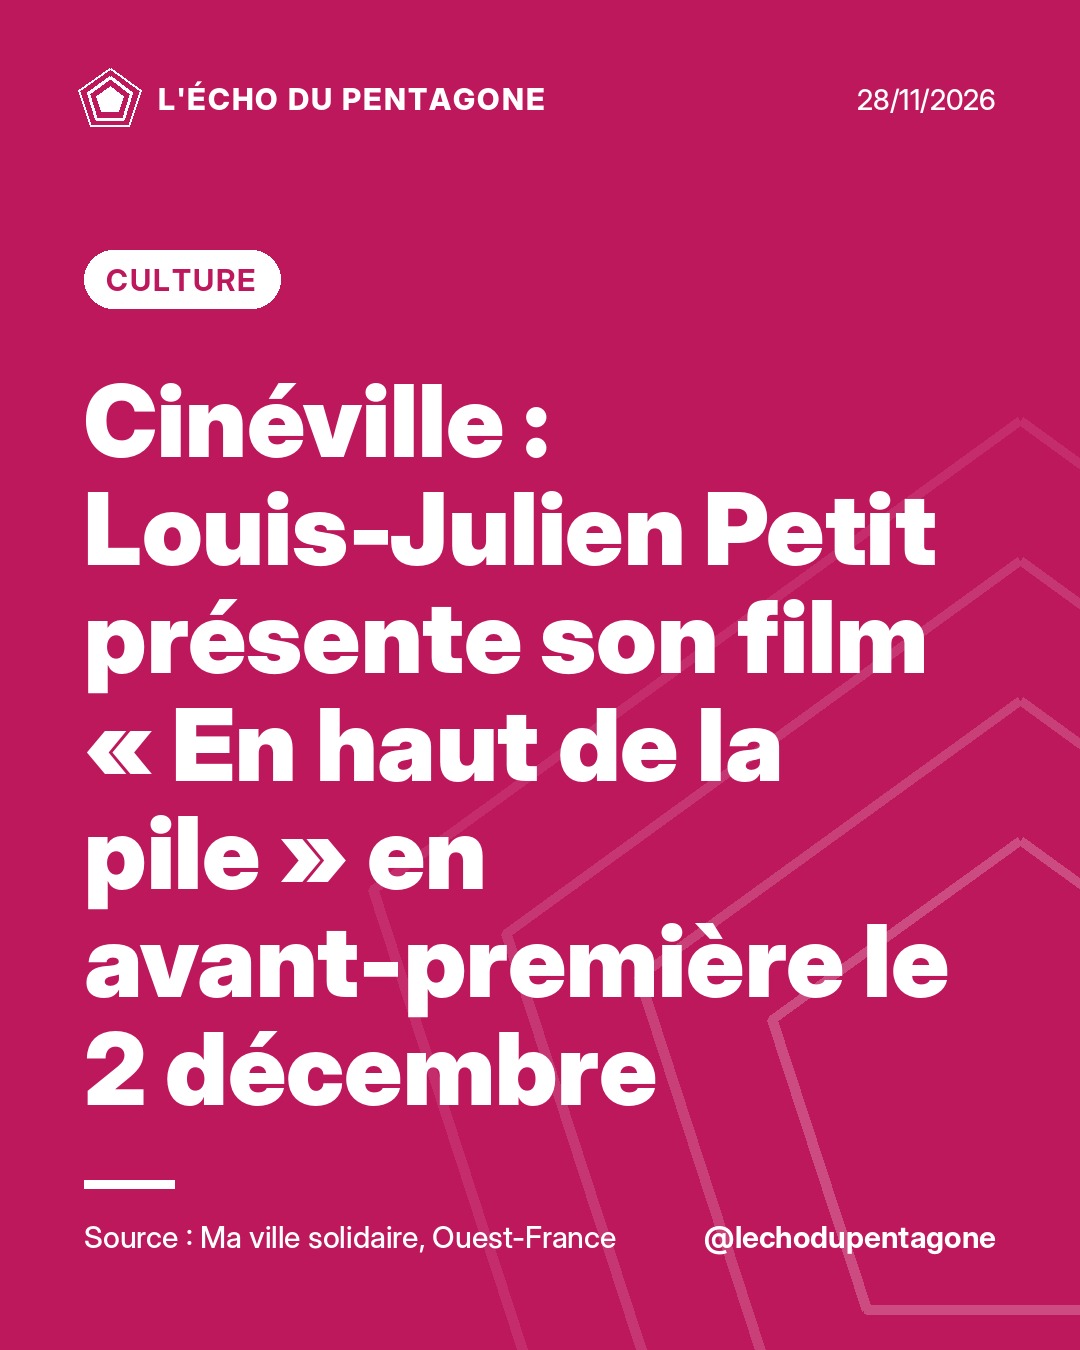 L'ÉCHO DU PENTAGONE
28/11/2026
CULTURE
Cinéville :
Louis-Julien Petit
présente son film
« En haut de la
pile » en
avant-première le
2 décembre
Source : Ma ville solidaire, Ouest-France
@lechodupentagone